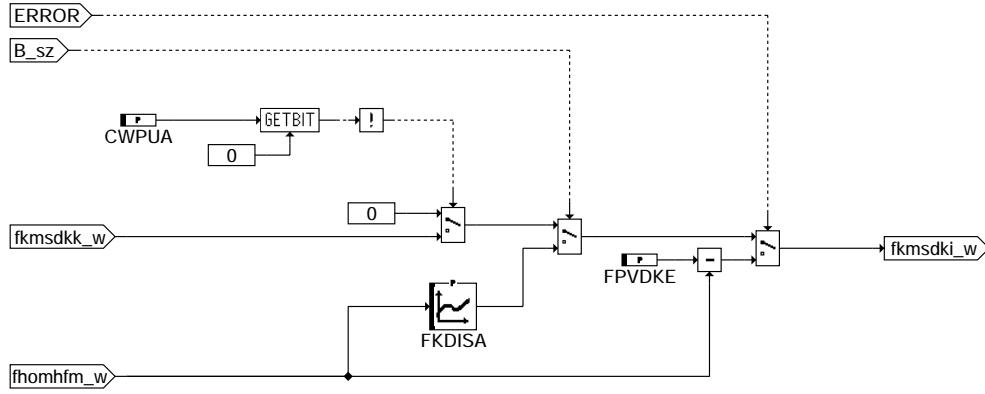 ERROR
B_sz
P
CWPUA
GETBIT
!
0
0
fkmsdkk_w
P
FPVDKE
-
fkmsdki_w
P
FKDISA
fhomhfm_w